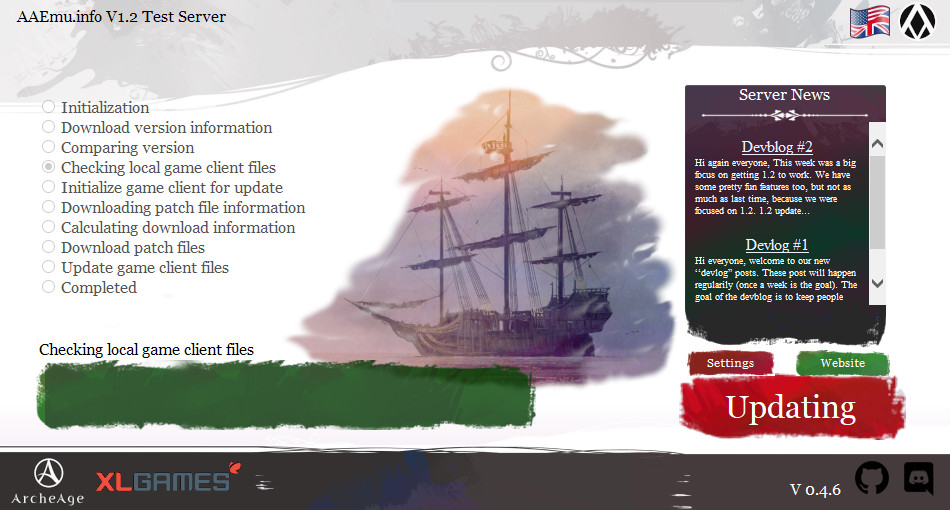 AAEmu.info V1.2 Test Server
Initialization
Download version information
Comparing version
Checking local game client files
Initialize game client for update
Downloading patch file information
Calculating download information
Download patch files
Update game client files
Completed
Checking local game client files
Server News
Devblog #2
Hi again everyone, This week was a big
focus on getting 1.2 to work. We have
some pretty fun features too, but not as
much as last time, because we were
focused on 1.2. 1.2 update...
Devlog #1
Hi everyone, welcome to our new
“devlog” posts. These post will happen
regularily (once a week is the goal). The
goal of the devblog is to keep people
Settings
Website
Updating
ArcheAge
XLGAMES
V 0.4.6